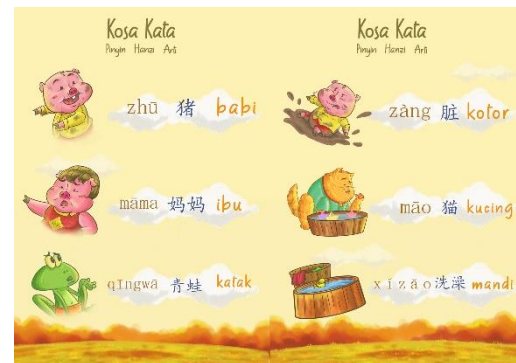 Kosa Kata
Pinyin Hanzi Arti
zhū 猪 babi
māma 妈妈 ibu
qīngwā 青蛙 katak
Kosa Kata
Pinyin Hanzi Arti
zàng 脏 kotor
māo 猫 kucing
xǐzǎo 洗澡 mandi